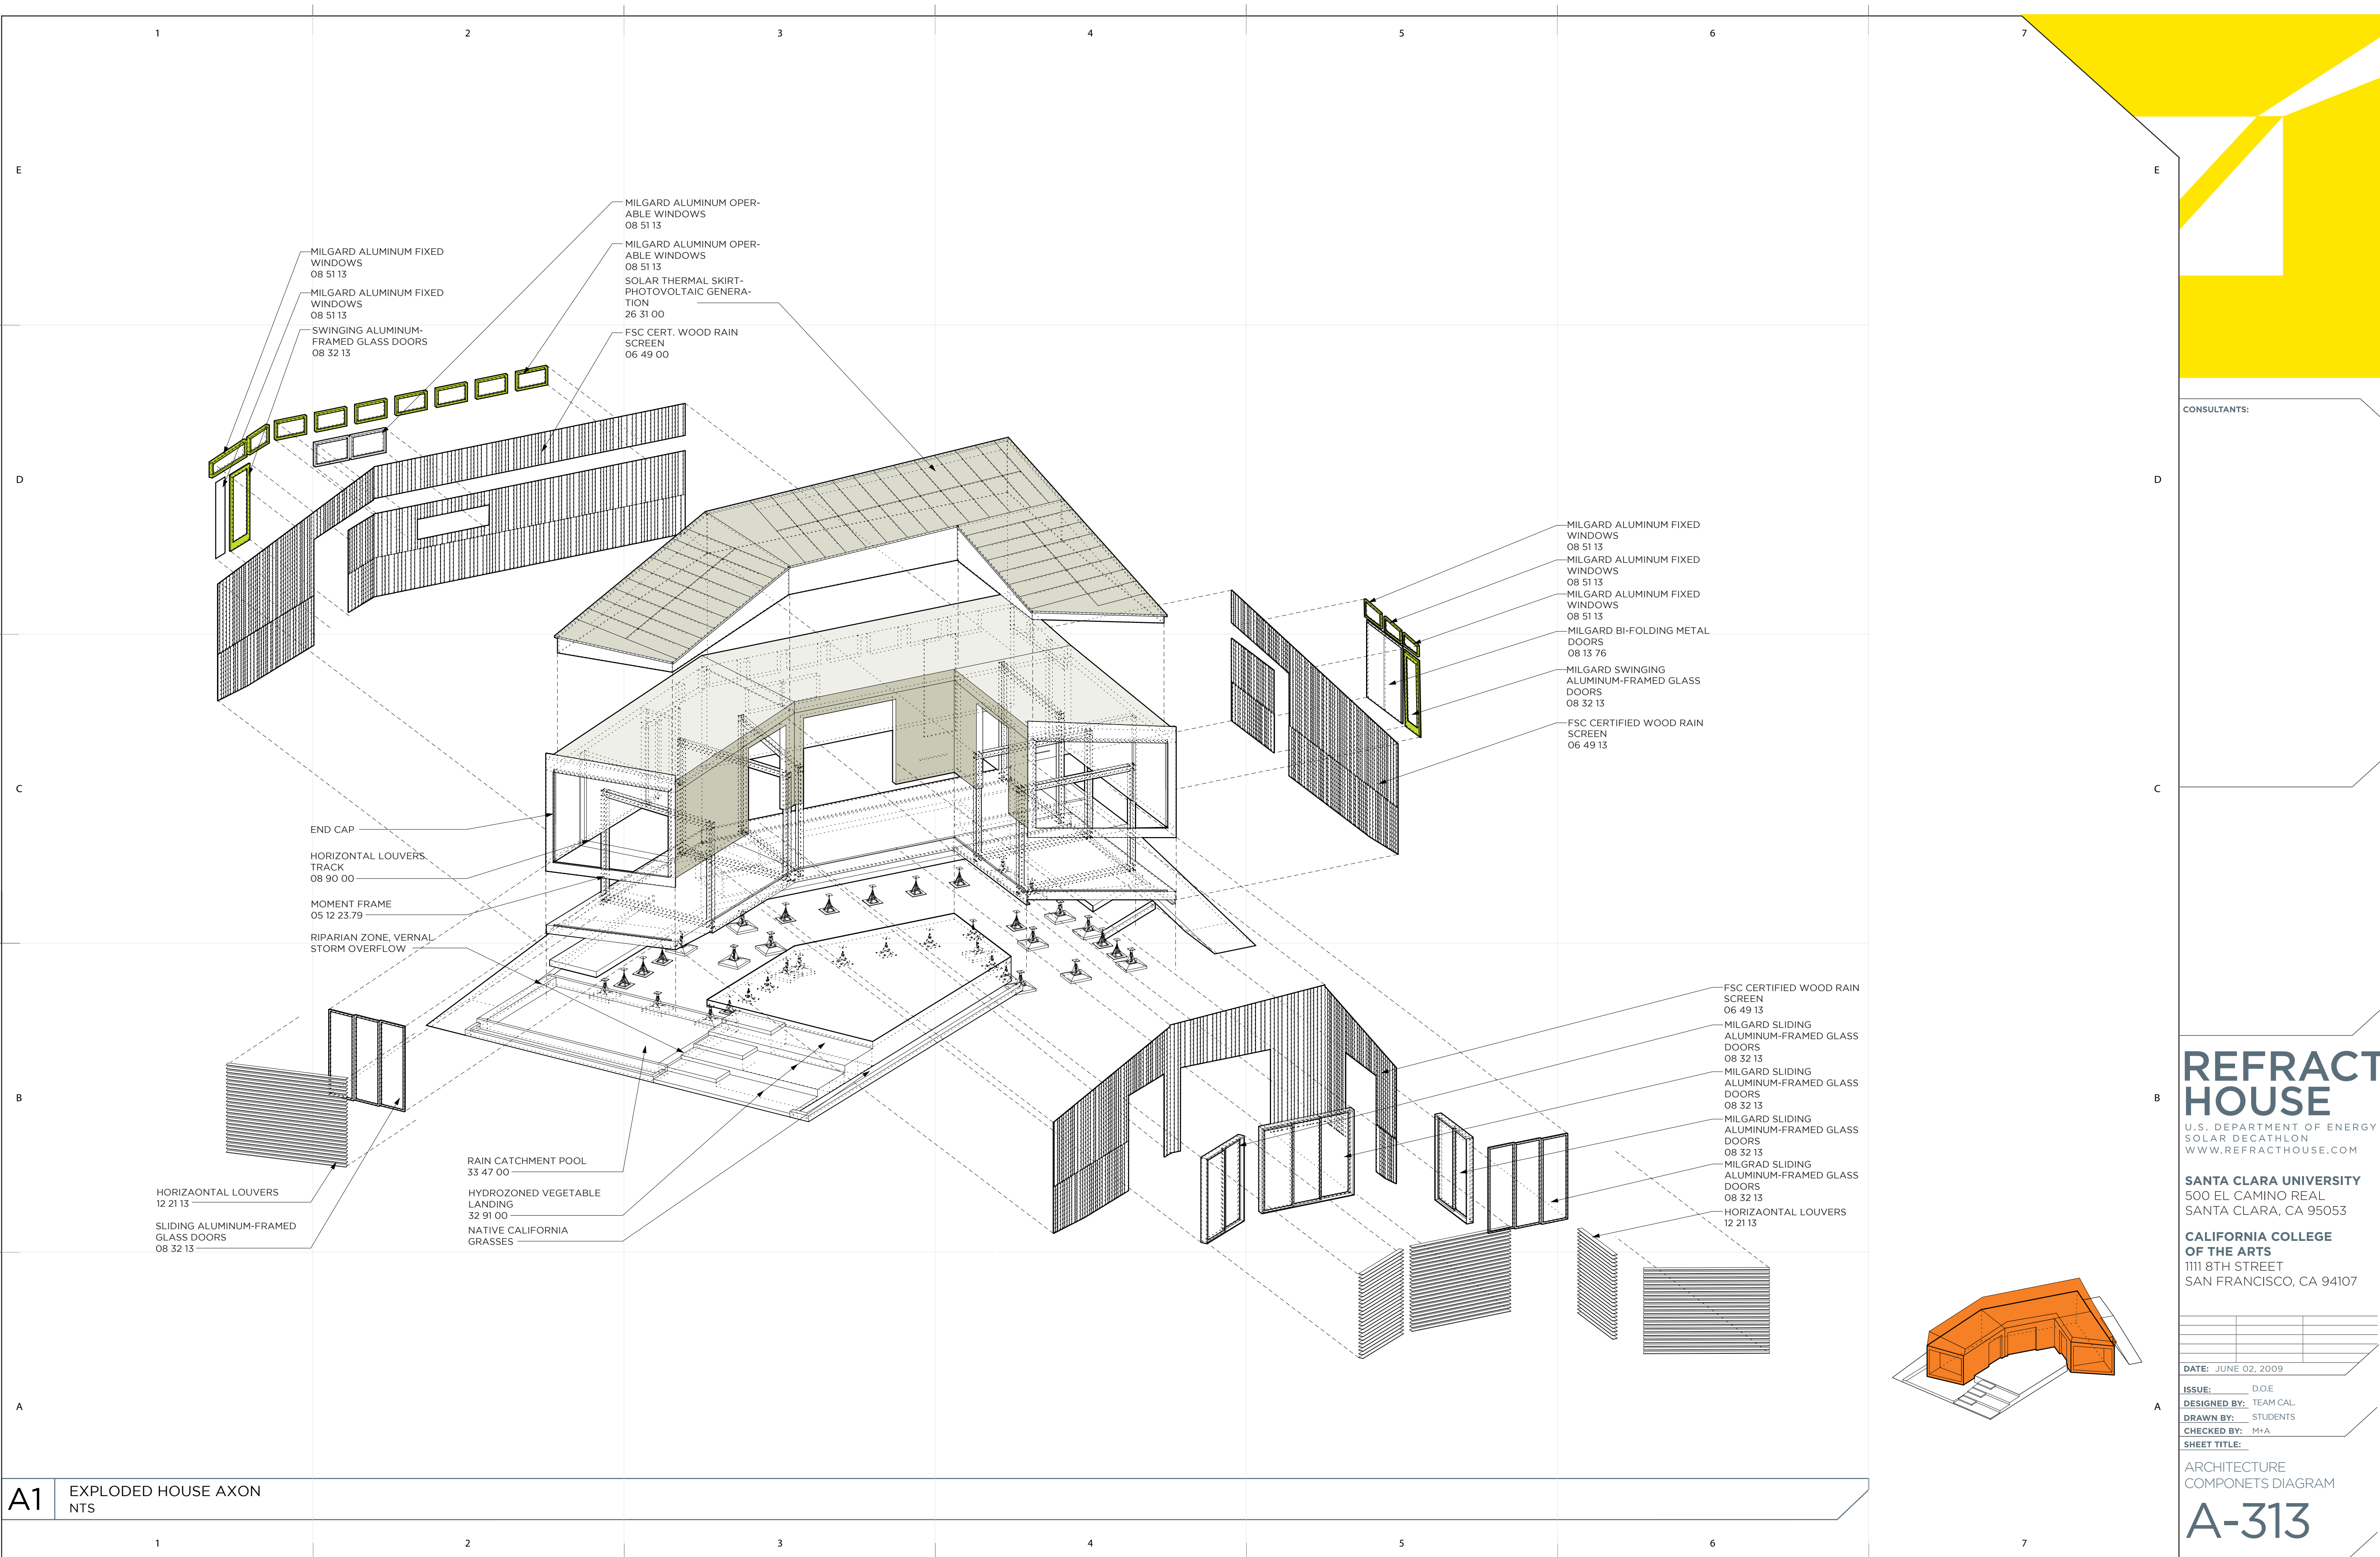 1 2 3 4 5 6 7
E E
D D
C C
B B
A A
MILGARD ALUMINUM FIXED
WINDOWS
08 51 13
MILGARD ALUMINUM FIXED
WINDOWS
08 51 13
SWINGING ALUMINUM-
FRAMED GLASS DOORS
08 32 13
MILGARD ALUMINUM OPER-
ABLE WINDOWS
08 51 13
MILGARD ALUMINUM OPER-
ABLE WINDOWS
08 51 13
SOLAR THERMAL SKIRT-
PHOTOVOLTAIC GENERA-
TION
26 31 00
FSC CERT. WOOD RAIN
SCREEN
06 49 00
MILGARD ALUMINUM FIXED
WINDOWS
08 51 13
MILGARD ALUMINUM FIXED
WINDOWS
08 51 13
MILGARD ALUMINUM FIXED
WINDOWS
08 51 13
MILGARD BI-FOLDING METAL
DOORS
08 13 76
MILGARD SWINGING
ALUMINUM-FRAMED GLASS
DOORS
08 32 13
FSC CERTIFIED WOOD RAIN
SCREEN
06 49 13
END CAP
HORIZONTAL LOUVERS
TRACK
08 90 00
MOMENT FRAME
05 12 23.79
RIPARIAN ZONE, VERNAL
STORM OVERFLOW
HORIZAONTAL LOUVERS
12 21 13
SLIDING ALUMINUM-FRAMED
GLASS DOORS
08 32 13
RAIN CATCHMENT POOL
33 47 00
HYDROZONED VEGETABLE
LANDING
32 91 00
NATIVE CALIFORNIA
GRASSES
FSC CERTIFIED WOOD RAIN
SCREEN
06 49 13
MILGARD SLIDING
ALUMINUM-FRAMED GLASS
DOORS
08 32 13
MILGARD SLIDING
ALUMINUM-FRAMED GLASS
DOORS
08 32 13
MILGARD SLIDING
ALUMINUM-FRAMED GLASS
DOORS
08 32 13
MILGRAD SLIDING
ALUMINUM-FRAMED GLASS
DOORS
08 32 13
HORIZAONTAL LOUVERS
12 21 13
A1 EXPLODED HOUSE AXON
NTS
1 2 3 4 5 6 7
CONSULTANTS:
REFRACT
HOUSE
U.S. DEPARTMENT OF ENERGY
SOLAR DECATHLON
WWW.REFRACTHOUSE.COM
SANTA CLARA UNIVERSITY
500 EL CAMINO REAL
SANTA CLARA, CA 95053
CALIFORNIA COLLEGE
OF THE ARTS
1111 8TH STREET
SAN FRANCISCO, CA 94107
DATE: JUNE 02, 2009
ISSUE: D.O.E
DESIGNED BY: TEAM CAL.
DRAWN BY: STUDENTS
CHECKED BY: M+A
SHEET TITLE:
ARCHITECTURE
COMPONETS DIAGRAM
A-313